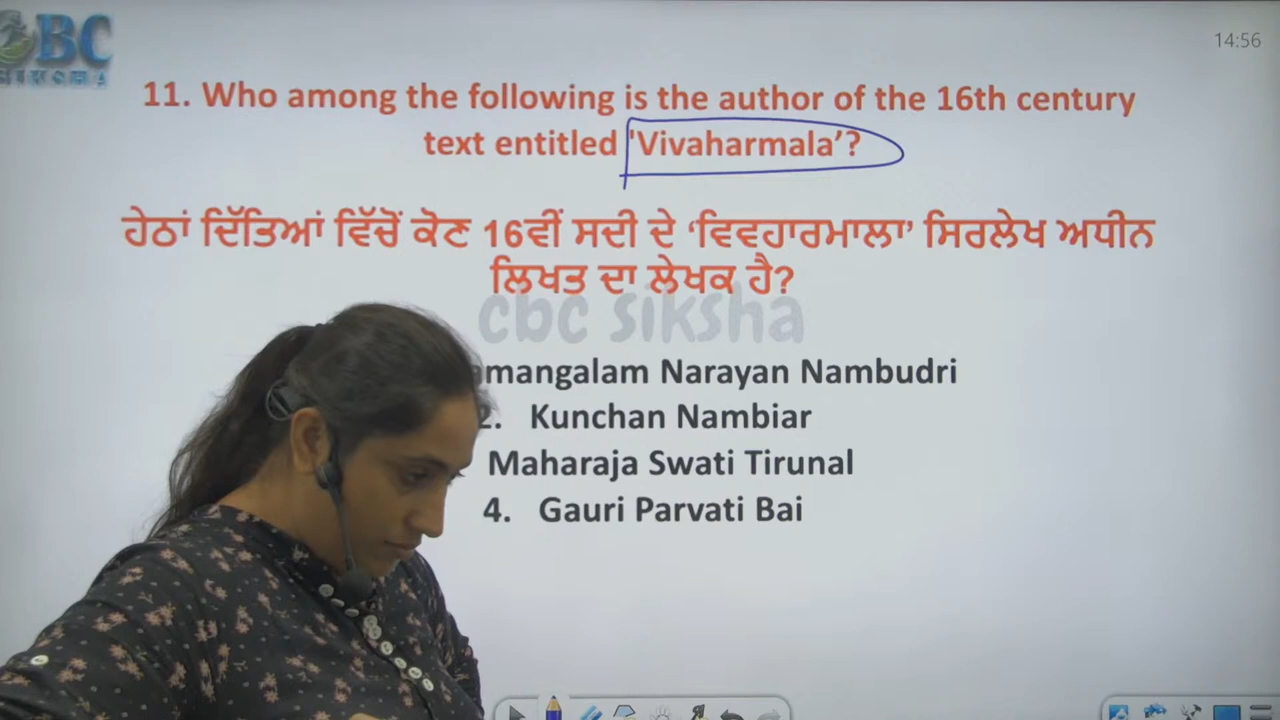 BC
SIKSHA
14:56
11. Who among the following is the author of the 16th century
text entitled 'Vivaharmala’?
ਹੇਠਾਂ ਦਿੱਤਿਆਂ ਵਿੱਚੋਂ ਕੋਣ 16ਵੀਂ ਸਦੀ ਦੇ ‘ਵਿਵਹਾਰਮਾਲਾ’ ਸਿਰਲੇਖ ਅਧੀਨ
ਲਿਖਤ ਦਾ ਲੇਖਕ ਹੈ?
cbc siksha
Narayan Nambudri
2. Kunchan Nambiar
Maharaja Swati Tirunal
4. Gauri Parvati Bai